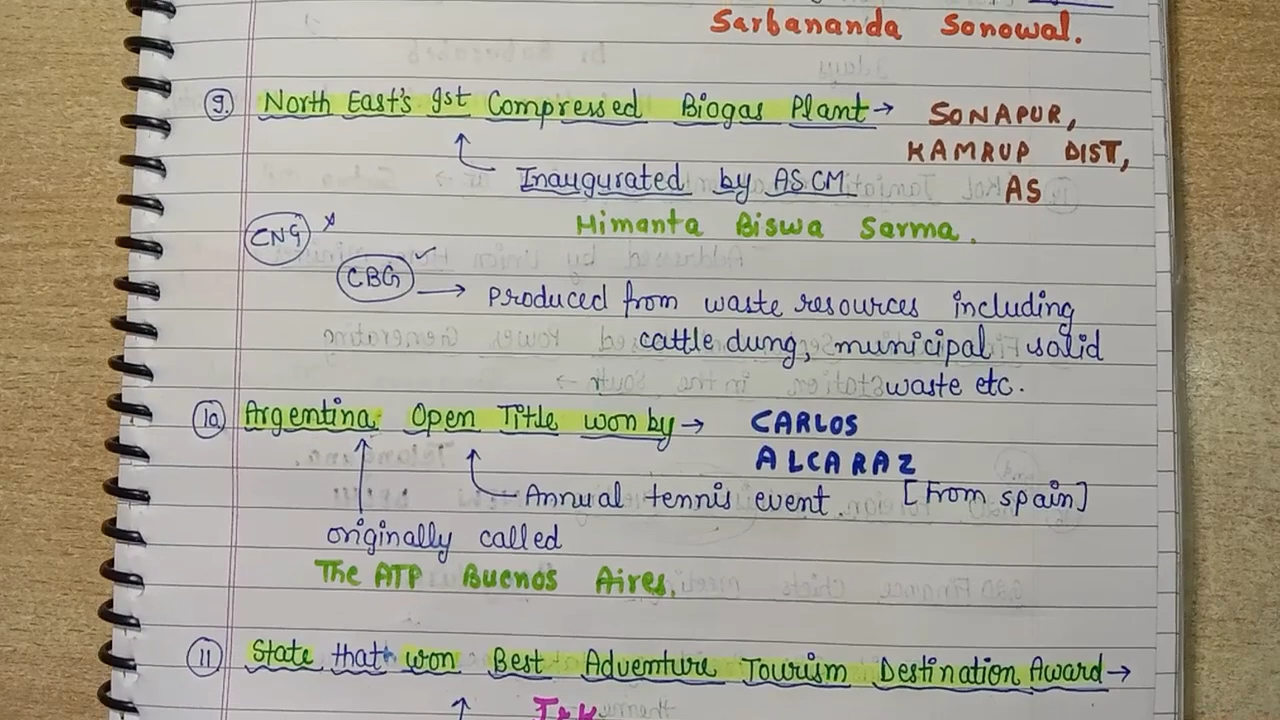 Sarbananda Sonowal.
9. North East's 1st Compressed Biogas Plant → SONAPUR,
KAMRUP DIST,
AS
Inaugurated by AS CM
Himanta Biswa Sarma.
CNG ×
CBG ✓ → Produced from waste resources including
cattle dung, municipal solid
waste etc.
10 Argentina Open Title won by → CARLOS
ALCARAZ
Annual tennis event. [From Spain]
originally called
The ATP Buenos Aires.
11 State that won Best Adventure Tourism Destination Award →
J&K